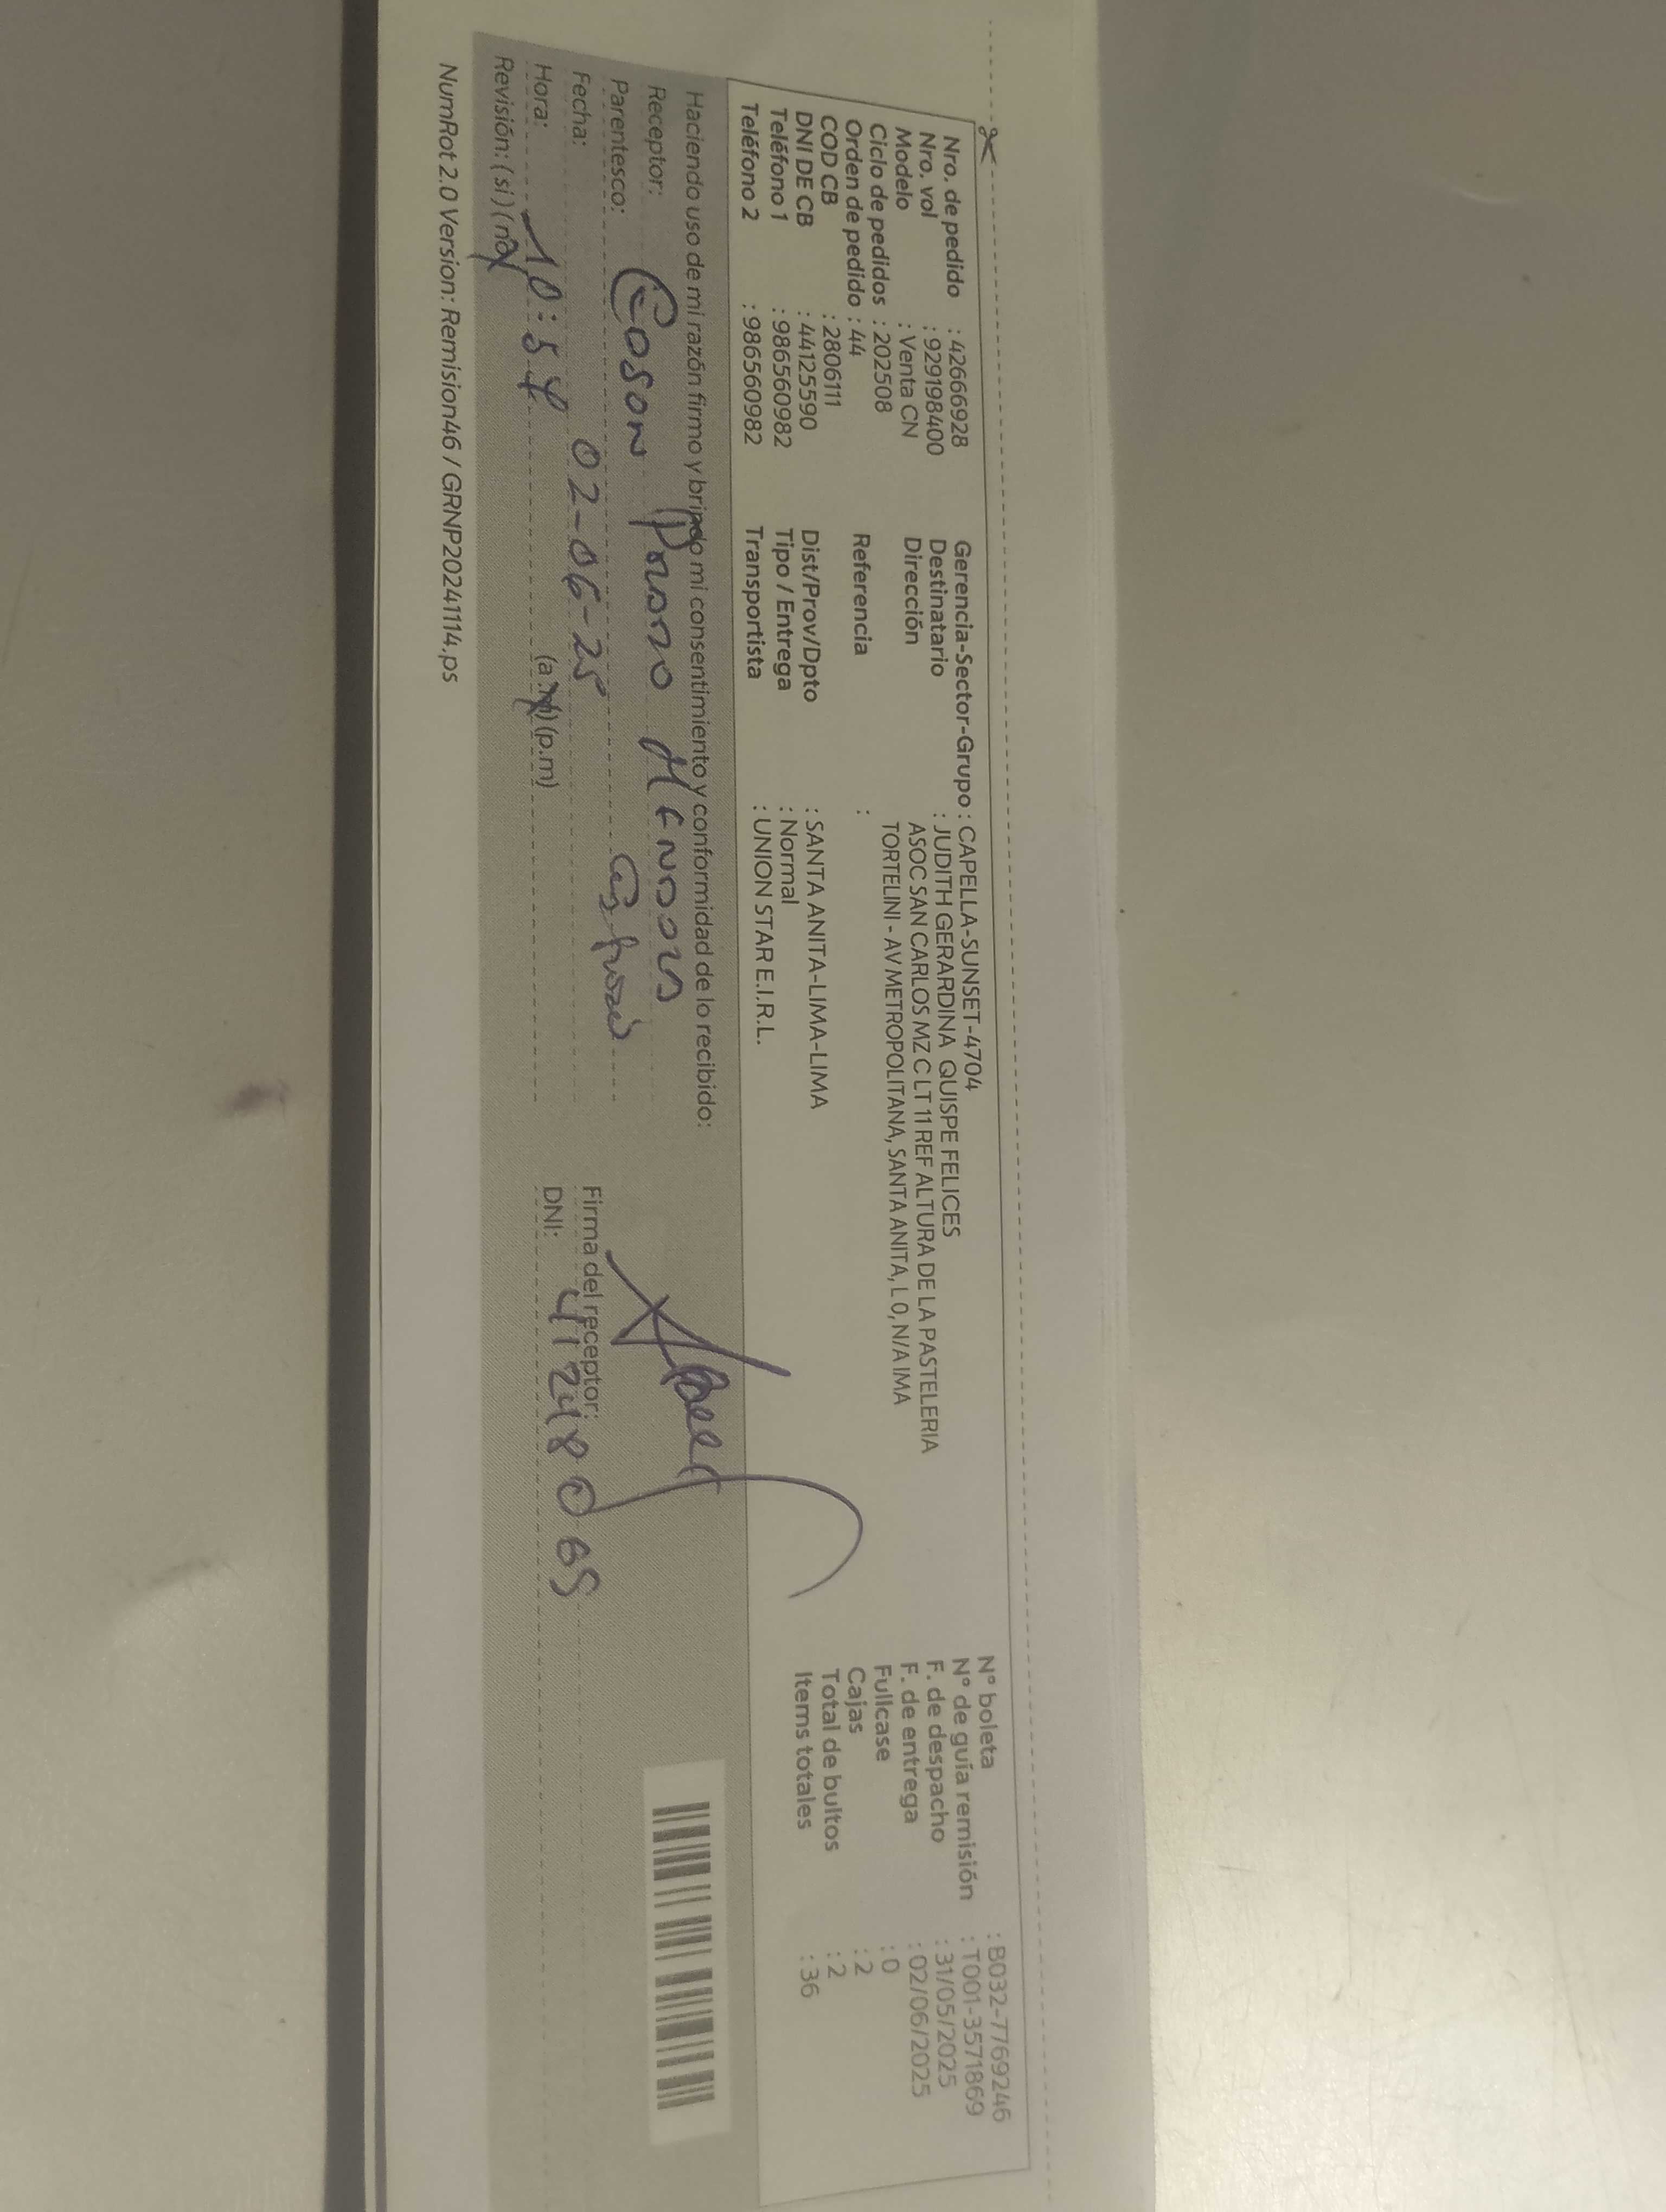 Nro. de pedido : 42666928
Nro. vol : 929198400
Modelo : Venta CN
Ciclo de pedidos : 202508
Orden de pedido : 44
COD CB : 2806111
DNI DE CB : 44125590
Teléfono 1 : 986560982
Teléfono 2 : 986560982
Gerencia-Sector-Grupo : CAPELLA-SUNSET-4704
Destinatario : JUDITH GERARDINA QUISPE FELICES
Dirección ASOC SAN CARLOS MZ C LT 11 REF ALTURA DE LA PASTELERIA
TORTELINI - AV METROPOLITANA, SANTA ANITA, L 0, N/A IMA
Referencia :
Dist/Prov/Dpto : SANTA ANITA-LIMA-LIMA
Tipo / Entrega : Normal
Transportista : UNION STAR E.I.R.L.
Nº boleta : B032-7769246
Nº de guía remisión : T001-3571869
F. de despacho : 31/05/2025
F. de entrega : 02/06/2025
Fullcase : 0
Cajas : 2
Total de bultos : 2
Items totales : 36
Haciendo uso de mi razón firmo y brindo mi consentimiento y conformidad de lo recibido:
Receptor:
Parentesco:
Fecha: 02-06-25
Hora: 10:54 (a.m) (p.m)
Revisión: (si) (no)
Firma del receptor:
DNI: 41248065
NumRot 2.0 Version: Remision46 / GRNP20241114.ps